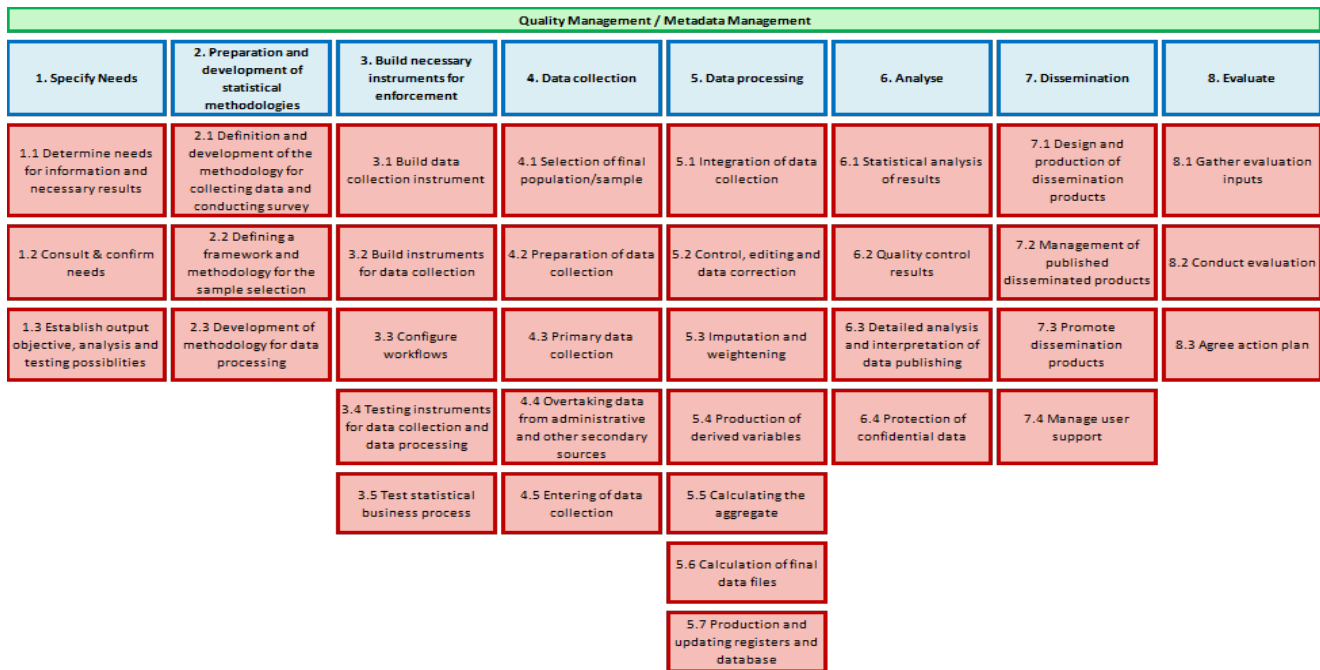 Quality Management / Metadata Management
1. Specify Needs
2. Preparation and
development of
statistical
methodologies
3. Build necessary
instruments for
enforcement
4. Data collection
5. Data processing
6. Analyse
7. Dissemination
8. Evaluate
1.1 Determine needs
for information and
necessary results
2.1 Definition and
development of the
methodology for
collecting data and
conducting survey
3.1 Build data
collection instrument
4.1 Selection of final
population/sample
5.1 Integration of data
collection
6.1 Statistical analysis
of results
7.1 Design and
production of
dissemination
products
8.1 Gather evaluation
inputs
1.2 Consult & confirm
needs
2.2 Defining a
framework and
methodology for the
sample selection
3.2 Build instruments
for data collection
4.2 Preparation of data
collection
5.2 Control, editing and
data correction
6.2 Quality control
results
7.2 Management of
published
disseminated products
8.2 Conduct evaluation
1.3 Establish output
objective, analysis and
testing possiblities
2.3 Development of
methodology for data
processing
3.3 Configure
workflows
4.3 Primary data
collection
5.3 Imputation and
weightening
6.3 Detailed analysis
and interpretation of
data publishing
7.3 Promote
dissemination
products
8.3 Agree action plan
3.4 Testing instruments
for data collection and
data processing
4.4 Overtaking data
from administrative
and other secondary
sources
5.4 Production of
derived variables
6.4 Protection of
confidential data
7.4 Manage user
support
3.5 Test statistical
business process
4.5 Entering of data
collection
5.5 Calculating the
aggregate
5.6 Calculation of final
data files
5.7 Production and
updating registers and
database